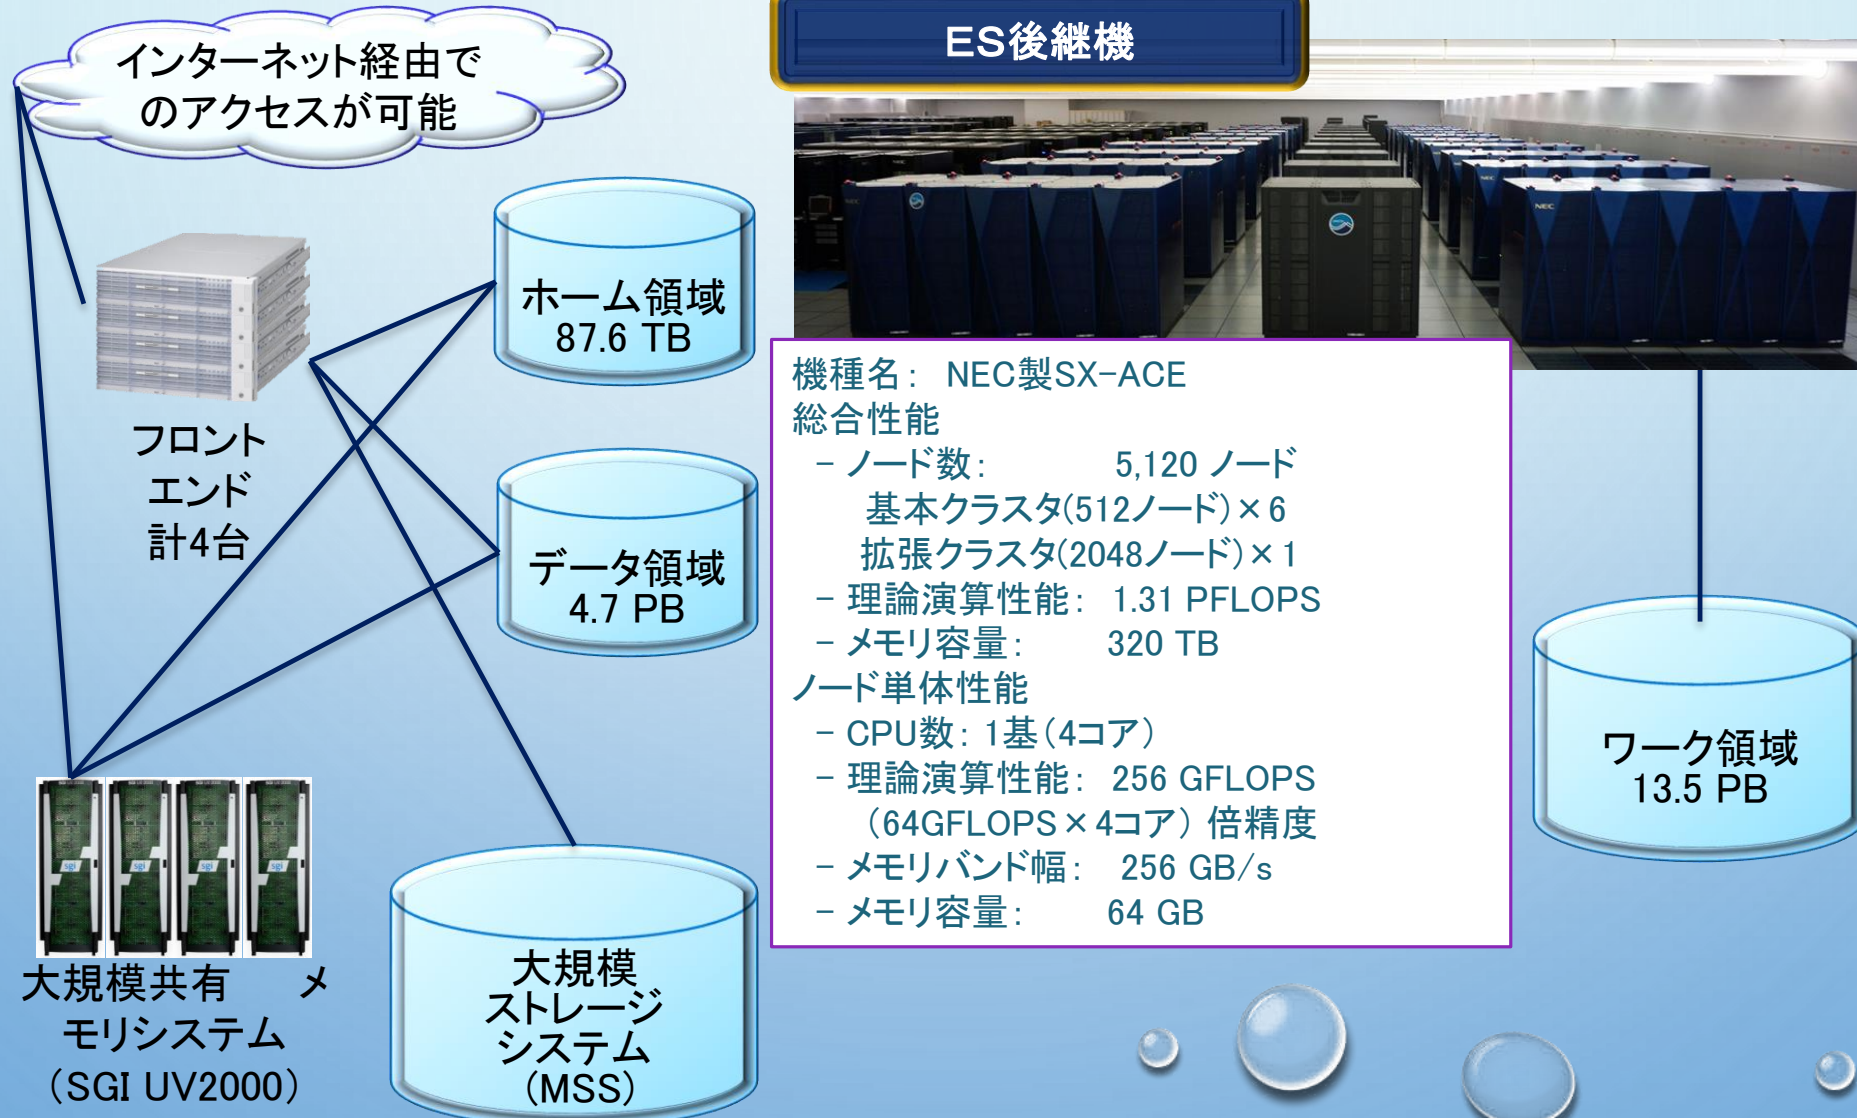 インターネット経由で
のアクセスが可能
ES後継機
NEC
NEC
NEC
ホーム領域
87.6 TB
フロント
エンド
計4台
データ領域
4.7 PB
機種名： NEC製SX-ACE
総合性能
- ノード数： 5,120 ノード
基本クラスタ(512ノード)×6
拡張クラスタ(2048ノード)×1
- 理論演算性能： 1.31 PFLOPS
- メモリ容量： 320 TB
ノード単体性能
- CPU数： 1基（4コア）
- 理論演算性能： 256 GFLOPS
（64GFLOPS×4コア）倍精度
- メモリバンド幅： 256 GB/s
- メモリ容量： 64 GB
ワーク領域
13.5 PB
sgi
sgi
sgi
sgi
大規模共有 メ
モリシステム
（SGI UV2000）
大規模
ストレージ
システム
(MSS)